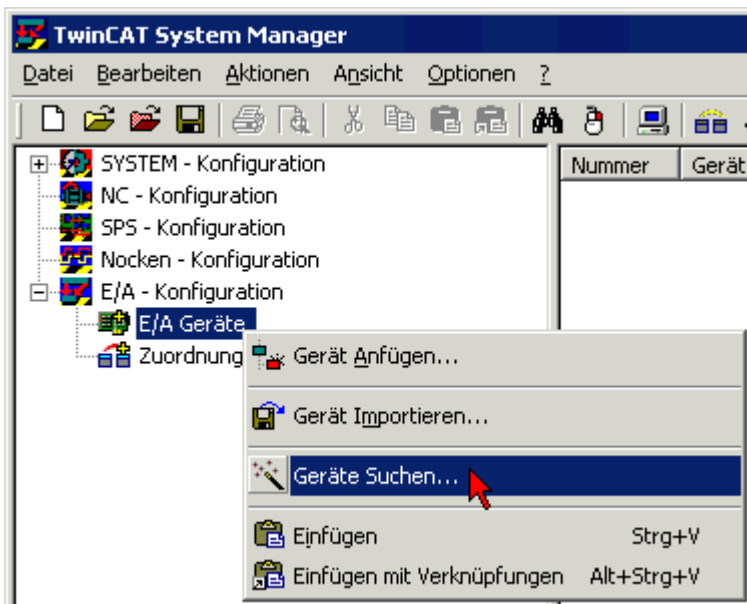 TwinCAT System Manager
Datei Bearbeiten Aktionen Ansicht Optionen ?
SYSTEM - Konfiguration
NC - Konfiguration
SPS - Konfiguration
Nocken - Konfiguration
E/A - Konfiguration
E/A Geräte
Zuordnung
Nummer Gerät
Gerät Anfügen...
Gerät Importieren...
Geräte Suchen...
Einfügen Strg+V
Einfügen mit Verknüpfungen Alt+Strg+V